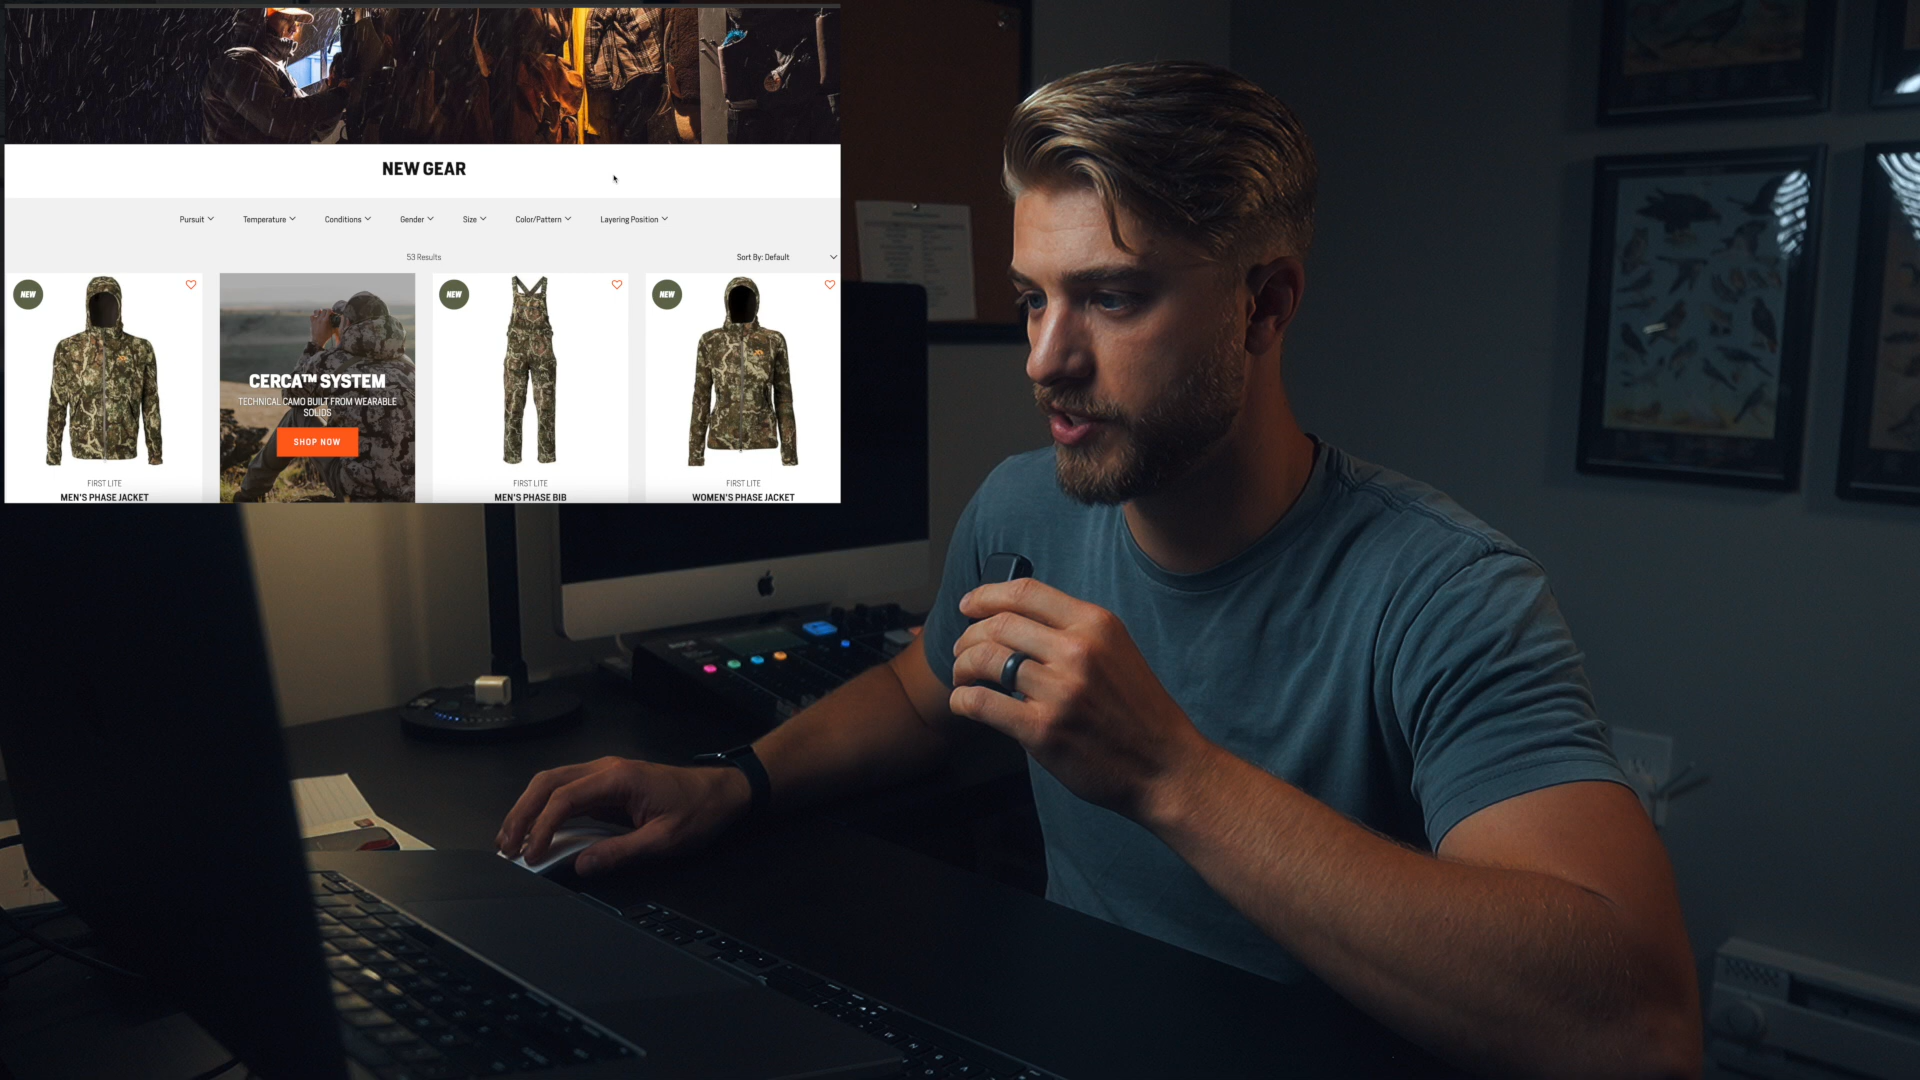 NEW GEAR
Pursuit Temperature Conditions Gender Size Color/Pattern Layering Position
53 Results
Sort By: Default
NEW
CERCA™ SYSTEM
TECHNICAL CAMO BUILT FROM WEARABLE
SOLIDS
SHOP NOW
NEW
NEW
FIRST LITE
MEN'S PHASE JACKET
FIRST LITE
MEN'S PHASE BIB
FIRST LITE
WOMEN'S PHASE JACKET